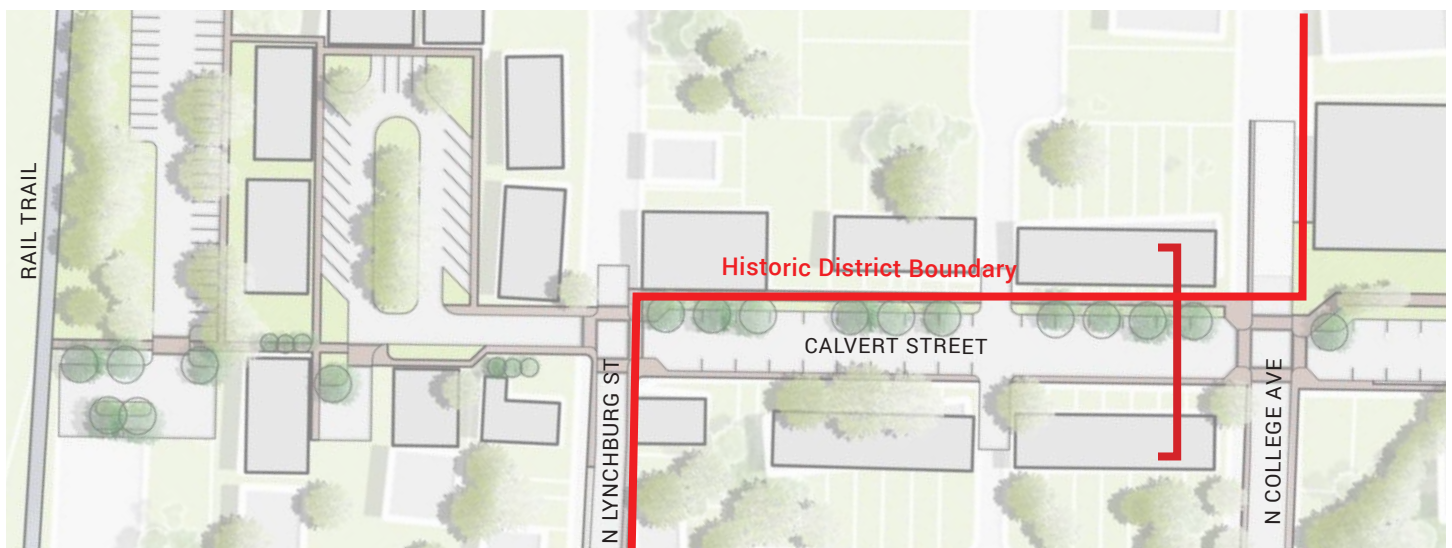 RAIL TRAIL
Historic District Boundary
CALVERT STREET
N LYNCHBURG ST
N COLLEGE AVE